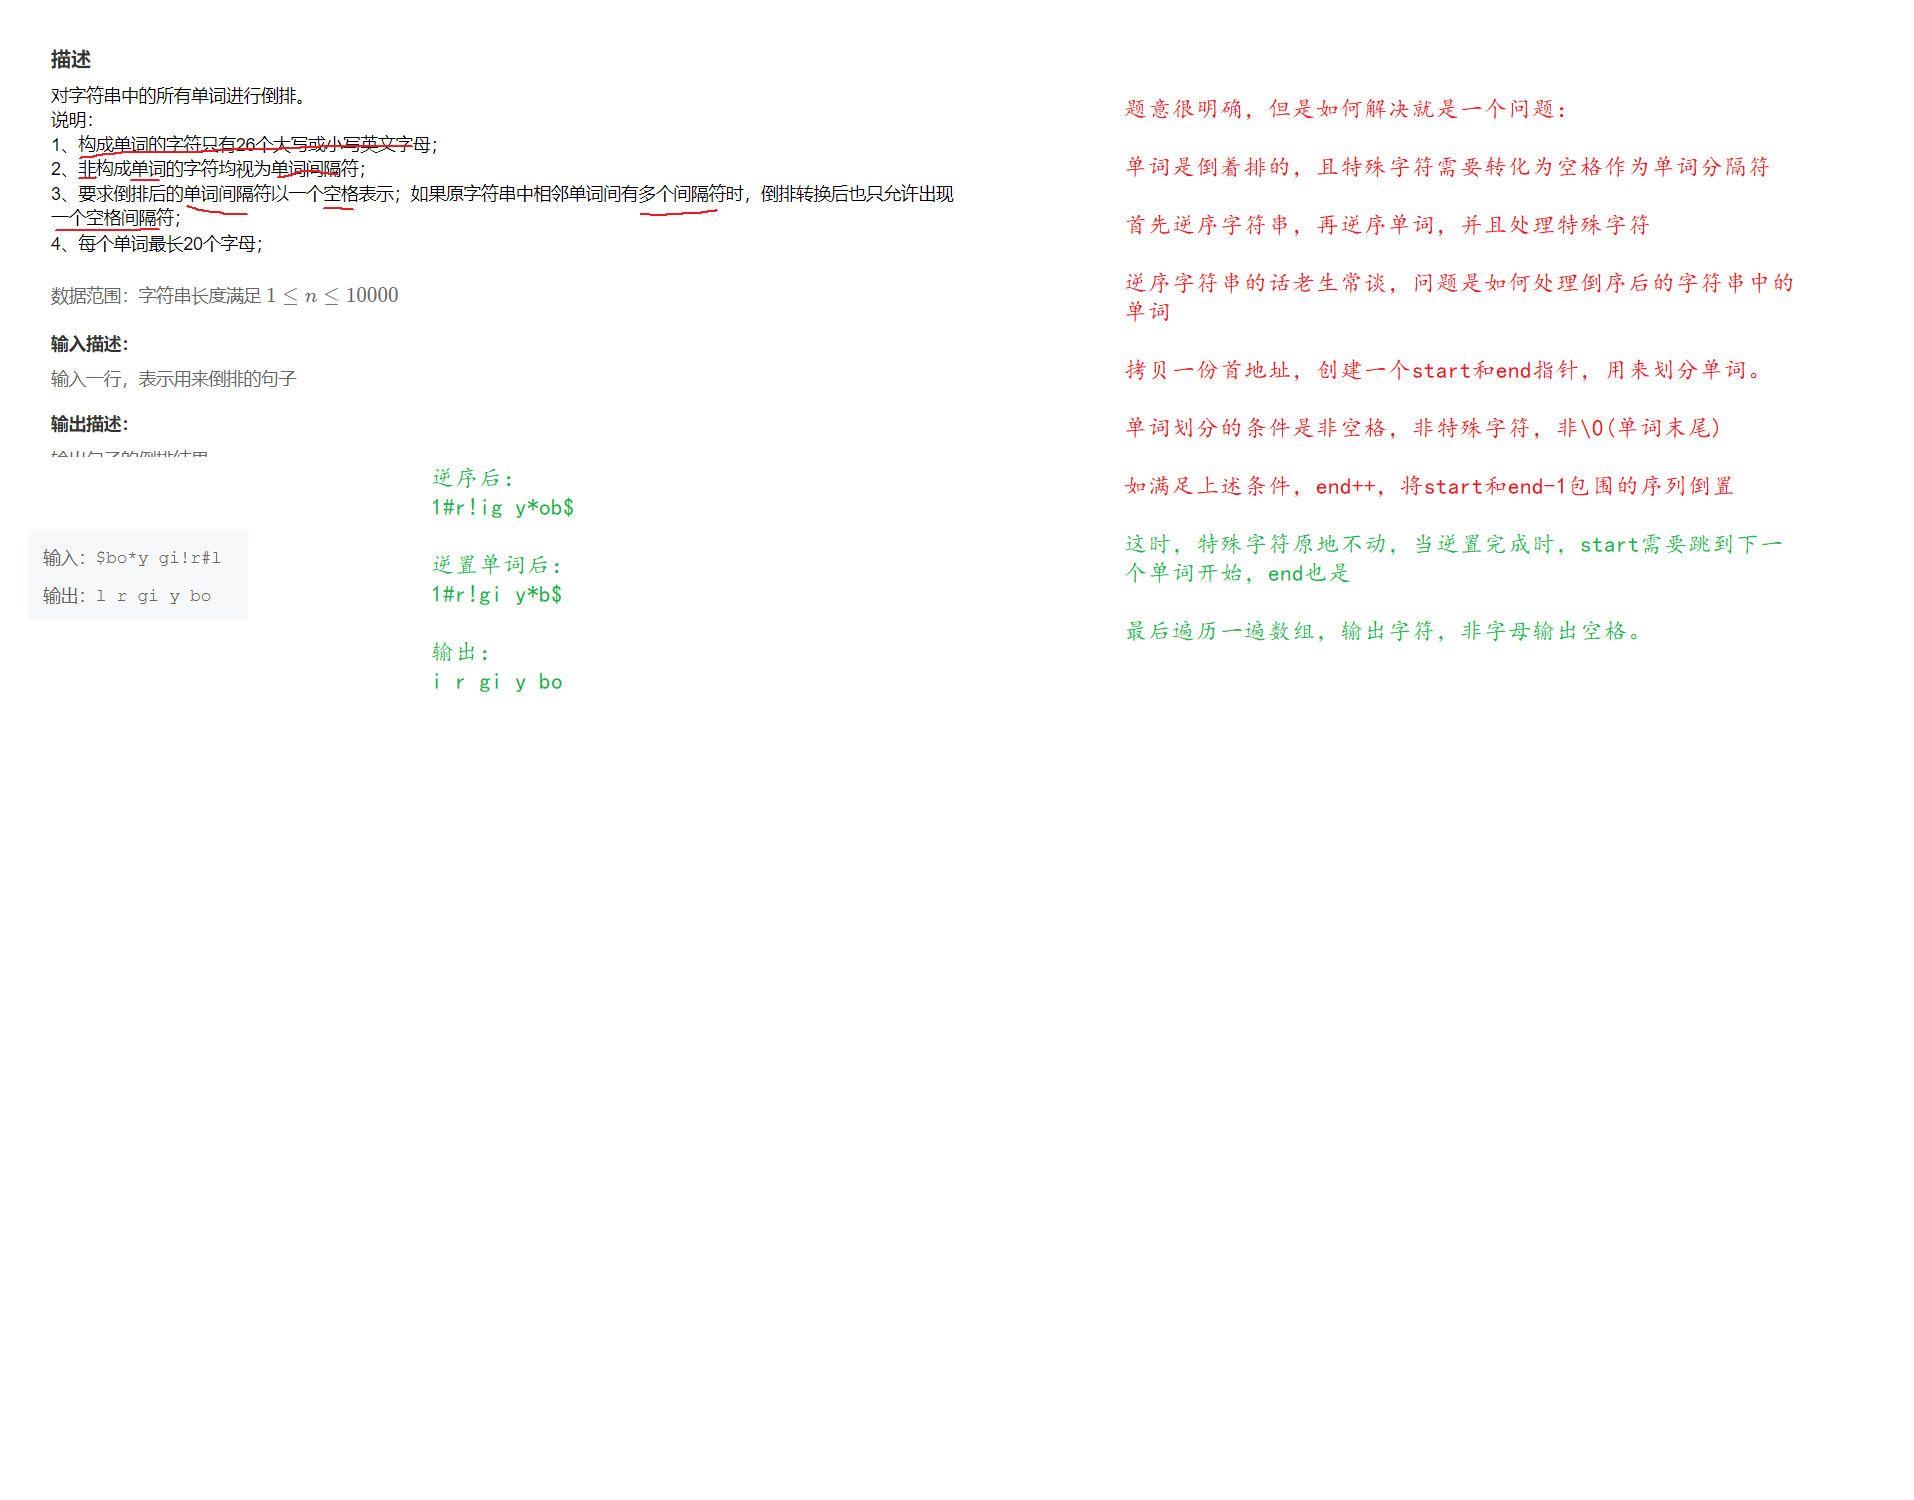 描述
对字符串中的所有单词进行倒排。
说明：
1、构成单词的字符只有26个大写或小写英文字母；
2、非构成单词的字符均视为单词间隔符；
3、要求倒排后的单词间隔符以一个空格表示；如果原字符串中相邻单词间有多个间隔符时，倒排转换后也只允许出现
一个空格间隔符；
4、每个单词最长20个字母；
数据范围：字符串长度满足 1 ≤ n ≤ 10000
输入描述：
输入一行，表示用来倒排的句子
输出描述：
输出句子的倒排结果
输入：$bo*y gi!r#l
输出：l r gi y bo
逆序后：
1#r!ig y*ob$
逆置单词后：
1#r!gi y*b$
输出：
i r gi y bo
题意很明确，但是如何解决就是一个问题：
单词是倒着排的，且特殊字符需要转化为空格作为单词分隔符
首先逆序字符串，再逆序单词，并且处理特殊字符
逆序字符串的话老生常谈，问题是如何处理倒序后的字符串中的
单词
拷贝一份首地址，创建一个start和end指针，用来划分单词。
单词划分的条件是非空格，非特殊字符，非\0(单词末尾)
如满足上述条件，end++，将start和end-1包围的序列倒置
这时，特殊字符原地不动，当逆置完成时，start需要跳到下一
个单词开始，end也是
最后遍历一遍数组，输出字符，非字母输出空格。